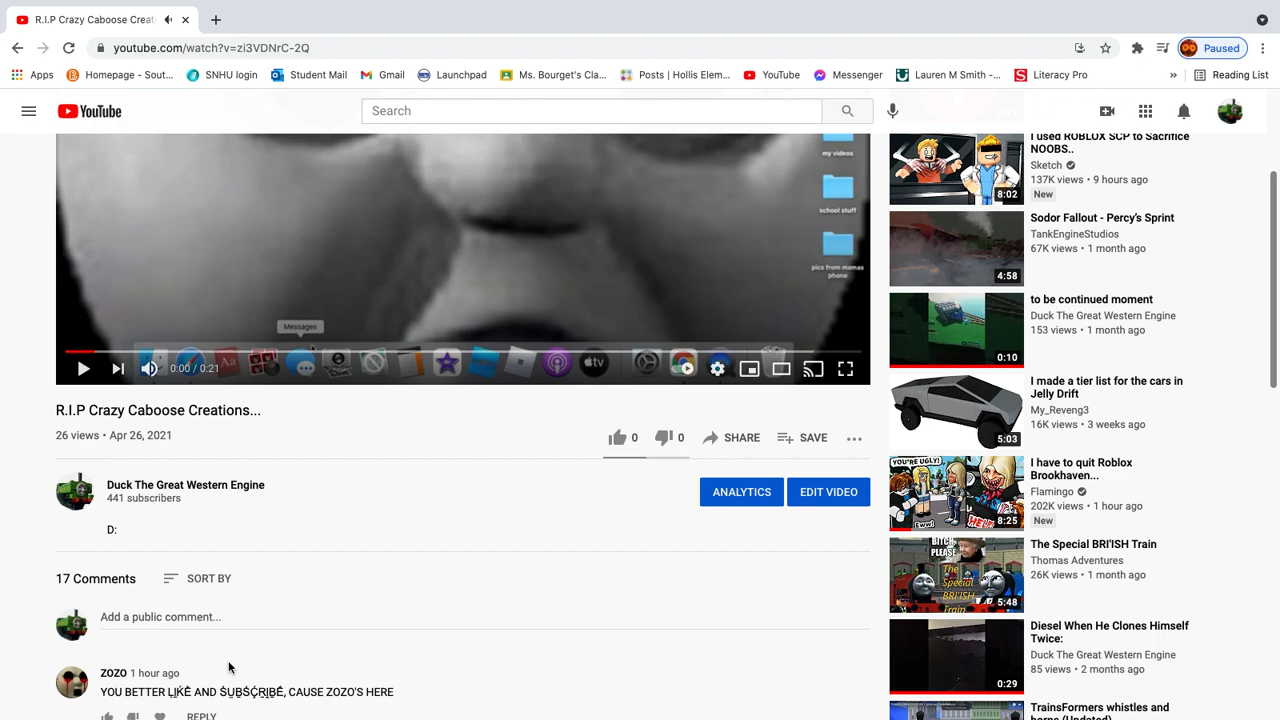 R.I.P Crazy Caboose Creati
youtube.com/watch?v=zi3VDNrC-2Q
Paused
Apps
Homepage - Sout...
SNHU login
Student Mail
Gmail
Launchpad
Ms. Bourget's Cla...
Posts | Hollis Elem...
YouTube
Messenger
Lauren M Smith -...
Literacy Pro
»
Reading List
YouTube
Search
my videos
school stuff
pics from mamas
phone
Messages
Aa
tv
0:00 / 0:21
R.I.P Crazy Caboose Creations...
26 views • Apr 26, 2021
0
0
SHARE
SAVE
Duck The Great Western Engine
441 subscribers
ANALYTICS
EDIT VIDEO
D:
17 Comments
SORT BY
Add a public comment...
ZOZO 1 hour ago
YOU BETTER LIKE AND SUBSCRIBE, CAUSE ZOZO'S HERE
REPLY
I used ROBLOX SCP to Sacrifice
NOOBS..
Sketch
137K views • 9 hours ago
New
8:02
Sodor Fallout - Percy's Sprint
TankEngineStudios
67K views • 1 month ago
4:58
to be continued moment
Duck The Great Western Engine
153 views • 1 month ago
0:10
I made a tier list for the cars in
Jelly Drift
My_Reveng3
16K views • 3 weeks ago
5:03
I have to quit Roblox
Brookhaven...
Flamingo
202K views • 1 hour ago
New
YOU'RE UGLY!
Eww!
HELP!
8:25
The Special BRI'ISH Train
Thomas Adventures
26K views • 1 month ago
BITCH
PLEASE
The
Special
BRI'ISH
Train
5:48
Diesel When He Clones Himself
Twice:
Duck The Great Western Engine
85 views • 2 months ago
0:29
TrainsFormers whistles and
horns (Updated)